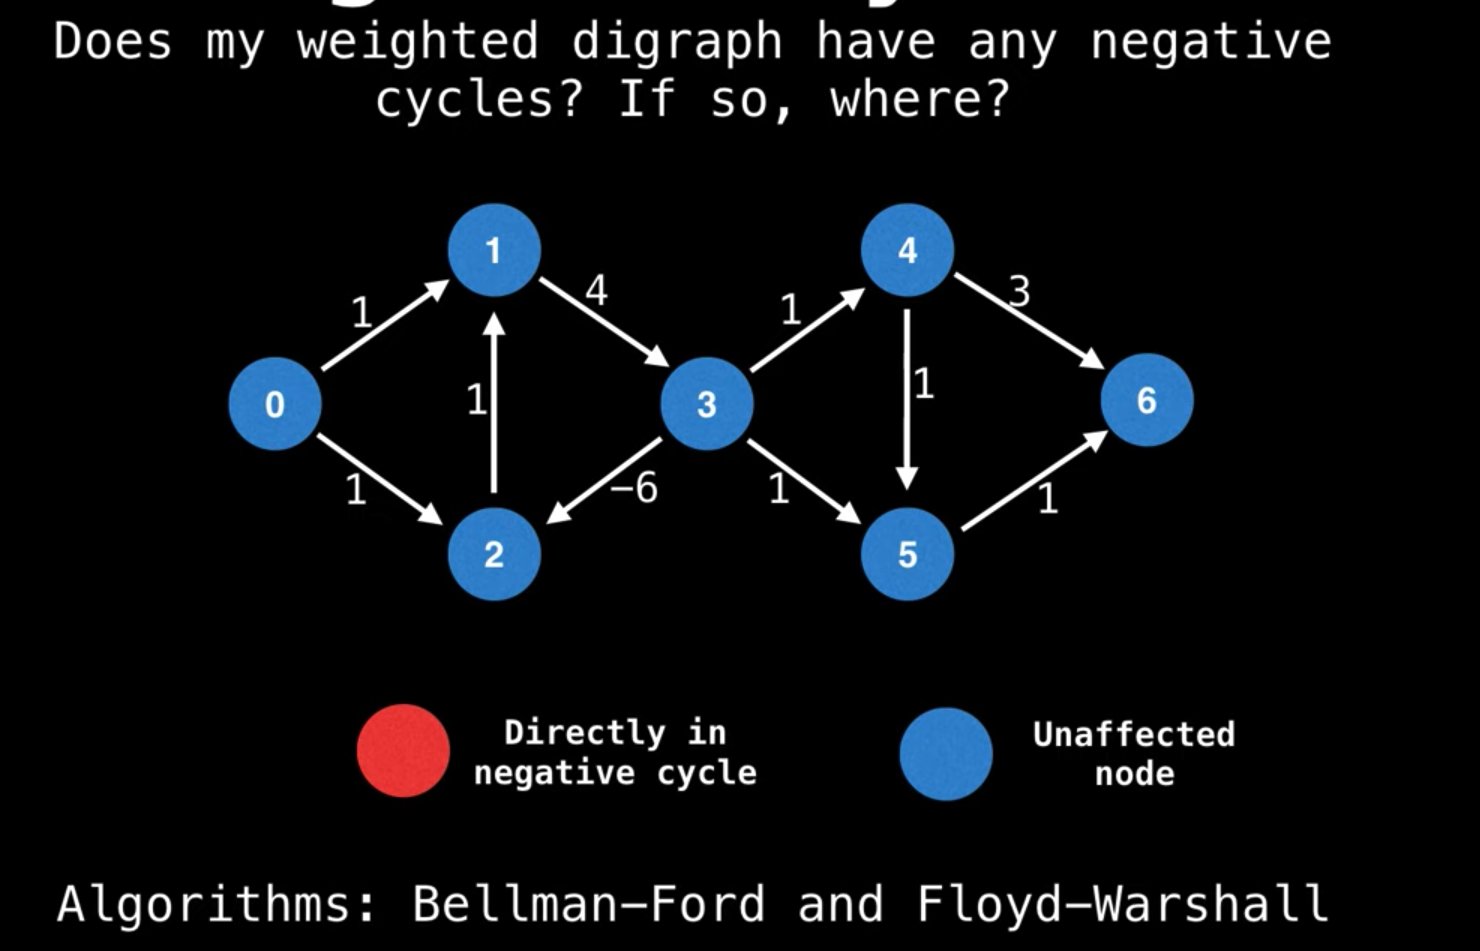 Does my weighted digraph have any negative
cycles? If so, where?
1
4
4
3
1
1
1
1
0
3
6
1
1
−6
1
1
2
5
Directly in
negative cycle
Unaffected
node
Algorithms: Bellman−Ford and Floyd−Warshall